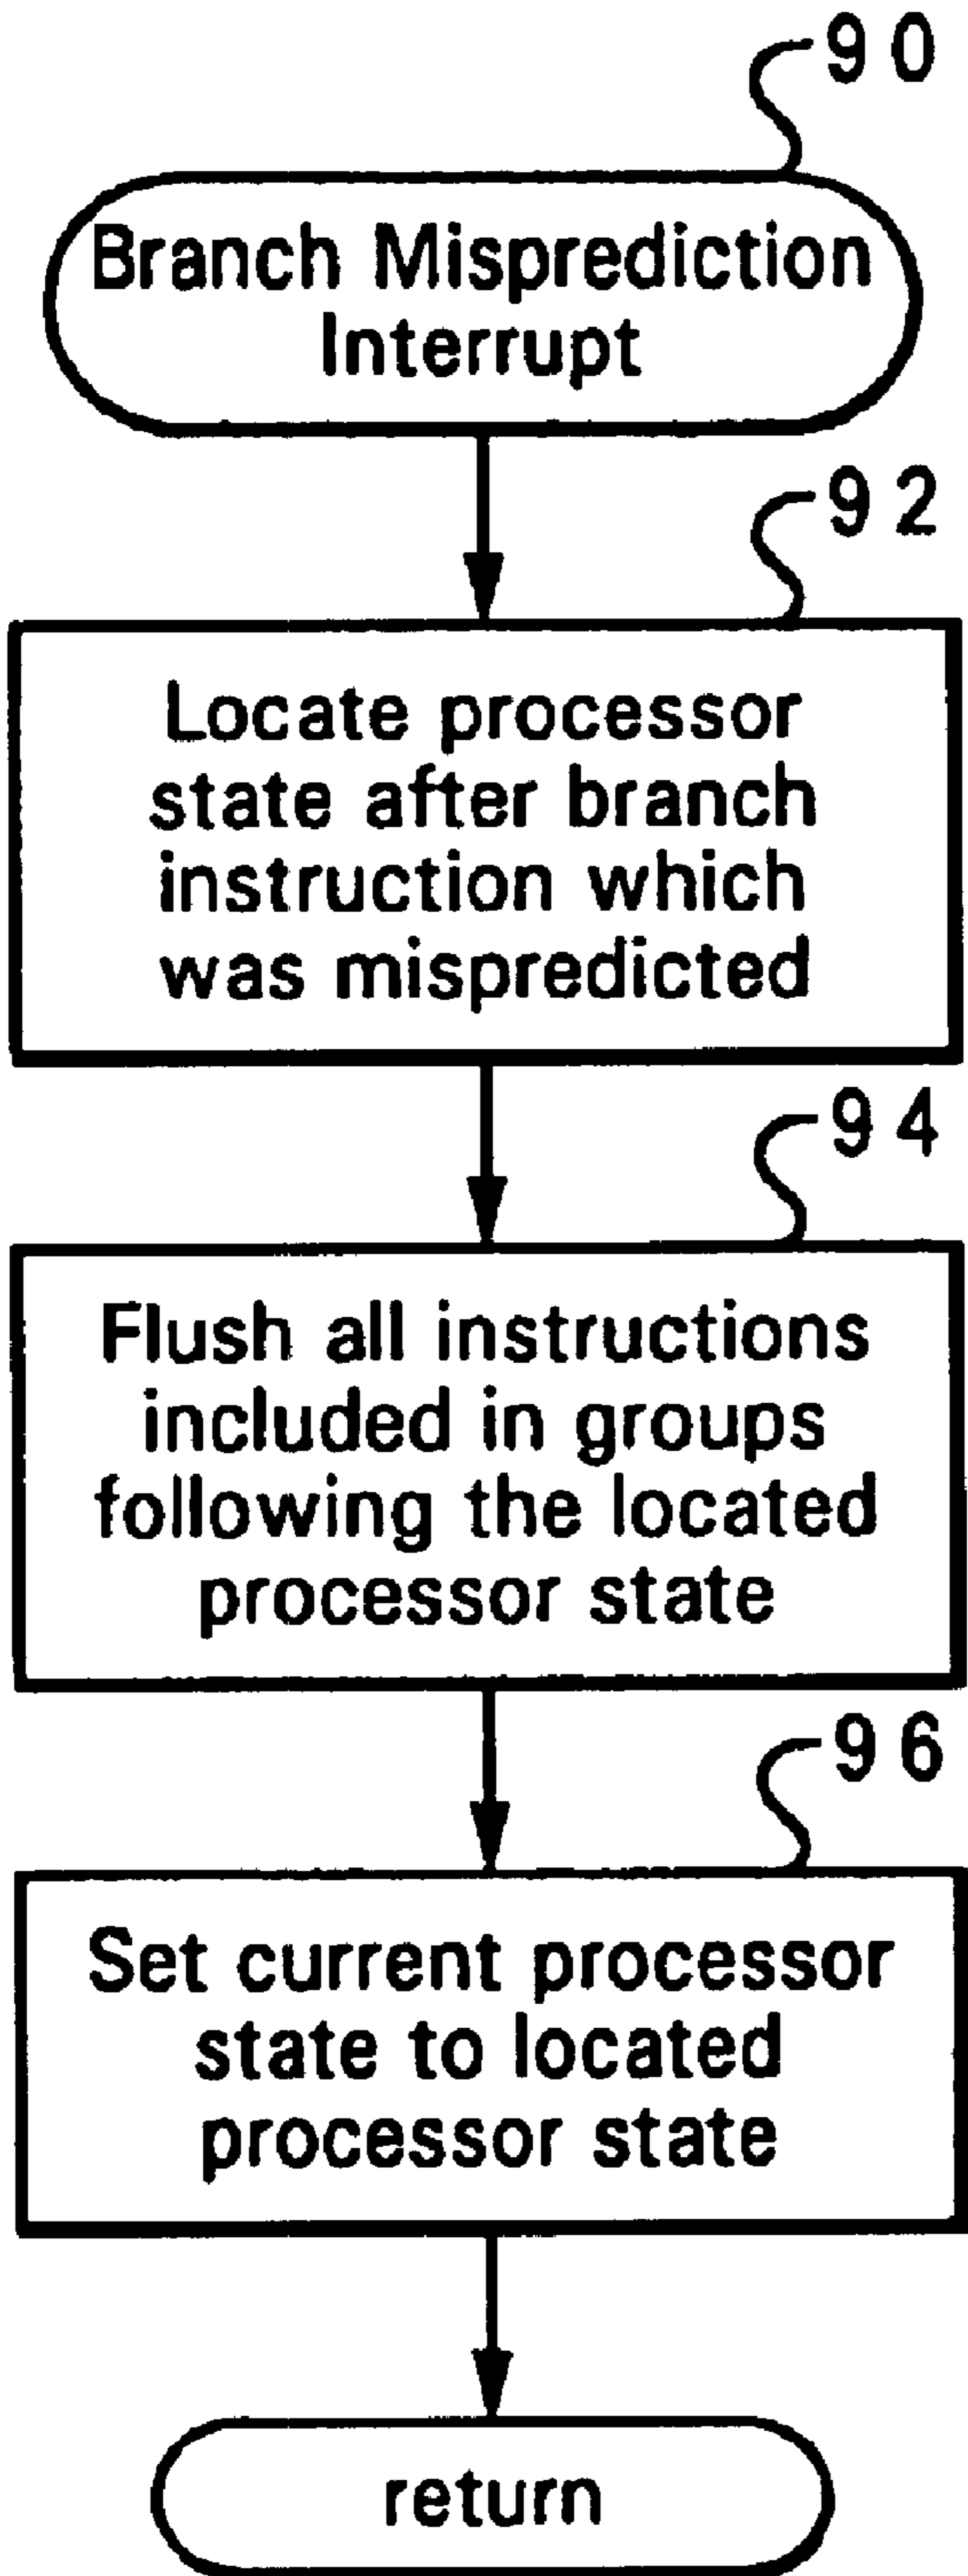 90
Branch Misprediction
Interrupt
92
Locate processor
state after branch
instruction which
was mispredicted
94
Flush all instructions
included in groups
following the located
processor state
96
Set current processor
state to located
processor state
return